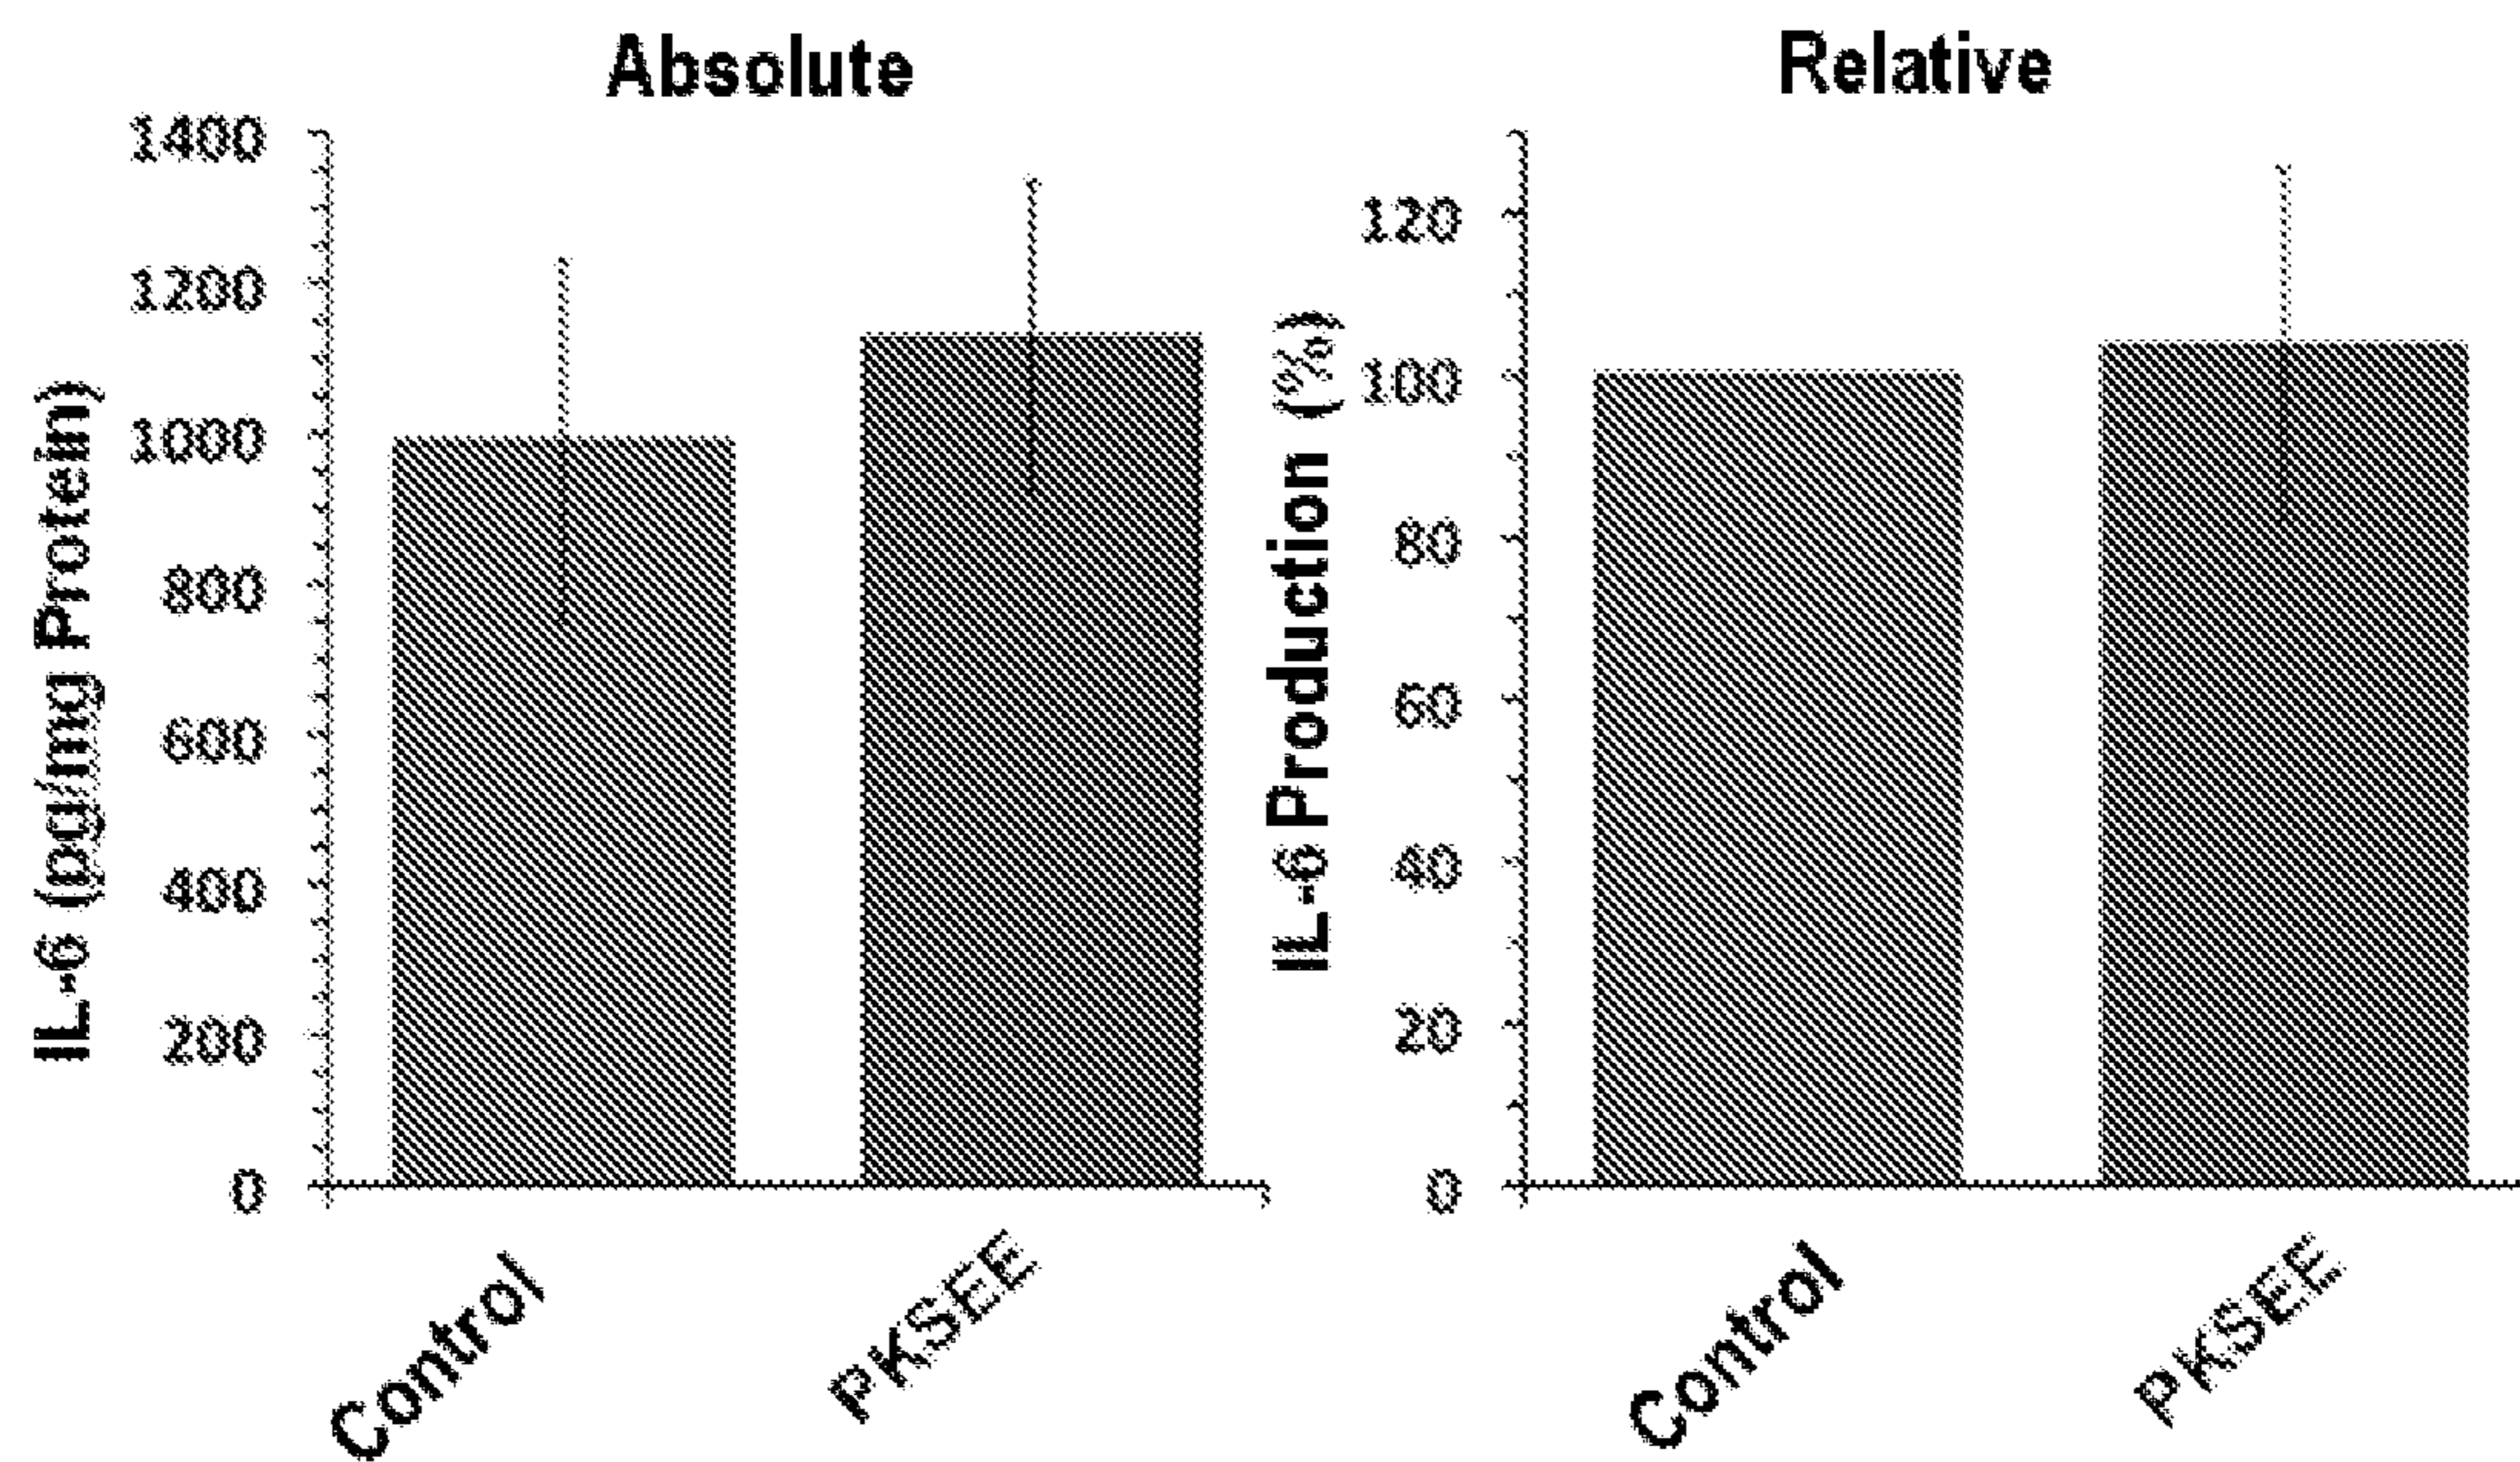 Absolute
IL-6 (pg/mg Protein)
1400
1200
1000
800
600
400
200
0
Control
PKSEE
Relative
IL-6 Production (%)
120
100
80
60
40
20
0
Control
PKSEE